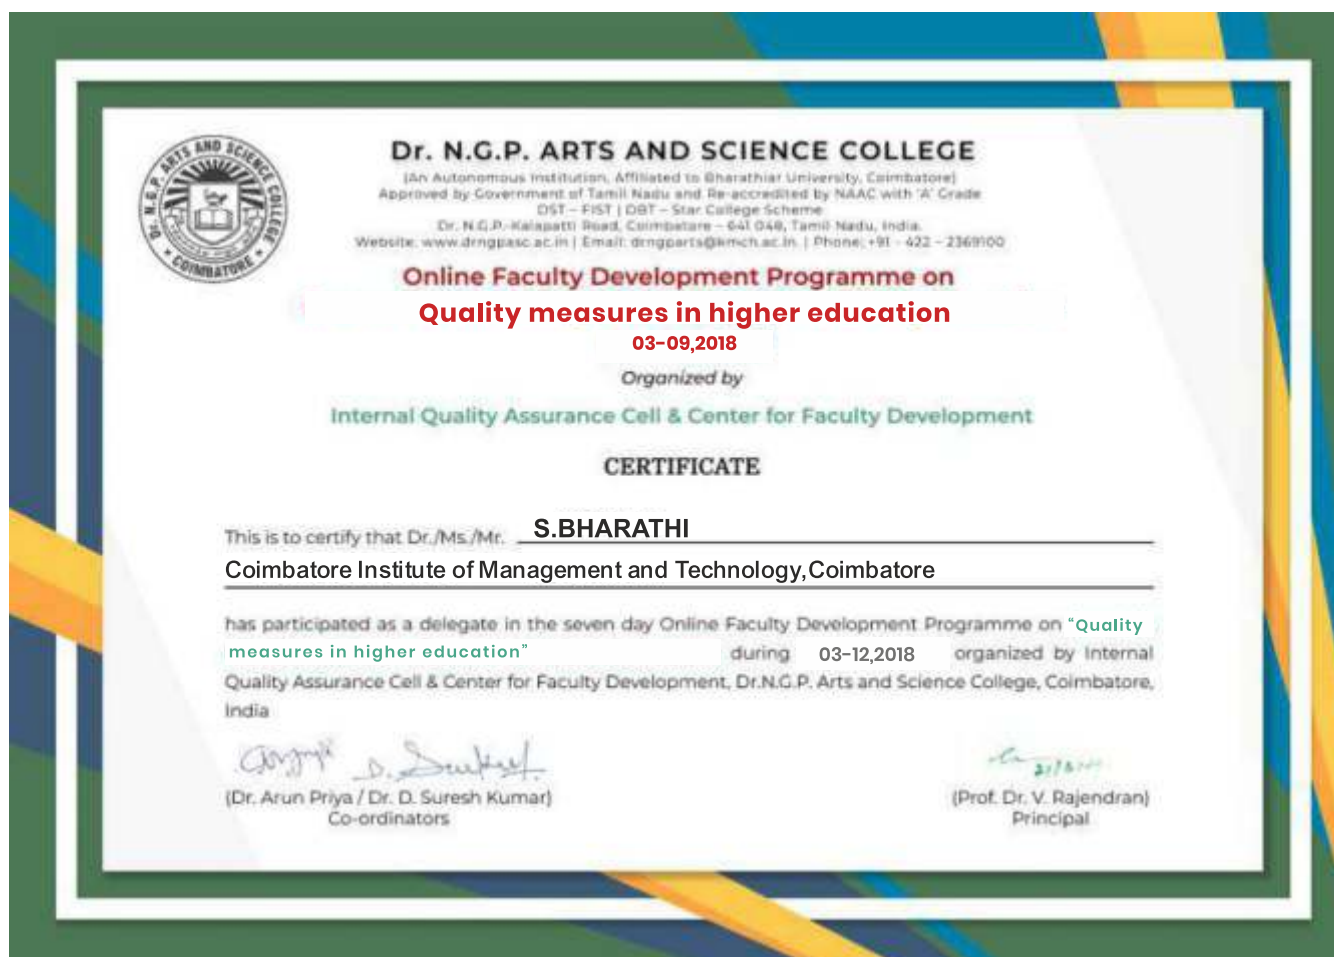 Dr. N.G.P. ARTS AND SCIENCE COLLEGE
COIMBATORE
Dr. N.G.P. ARTS AND SCIENCE COLLEGE
(An Autonomous Institution, Affiliated to Bharathiar University, Coimbatore)
Approved by Government of Tamil Nadu and Re-accredited by NAAC with 'A' Grade
DST – FIST | DBT – Star College Scheme
Dr. N.G.P.-Kalapatti Road, Coimbatore – 641 048, Tamil Nadu, India.
Website: www.drngpasc.ac.in | Email: drngparts@kmch.ac.in. | Phone: +91 - 422 - 2369100
Online Faculty Development Programme on
Quality measures in higher education
03-09,2018
Organized by
Internal Quality Assurance Cell & Center for Faculty Development
CERTIFICATE
This is to certify that Dr./Ms./Mr. S.BHARATHI
Coimbatore Institute of Management and Technology,Coimbatore
has participated as a delegate in the seven day Online Faculty Development Programme on "Quality
measures in higher education" during 03-12,2018 organized by Internal
Quality Assurance Cell & Center for Faculty Development, Dr.N.G.P. Arts and Science College, Coimbatore,
India
(Dr. Arun Priya / Dr. D. Suresh Kumar) (Prof. Dr. V. Rajendran)
Co-ordinators Principal